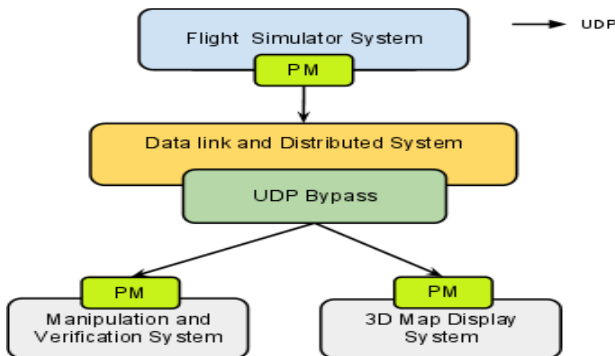 Flight Simulator System
UDP
PM
Data link and Distributed System
UDP Bypass
PM
PM
Manipulation and
Verification System
3D Map Display
System